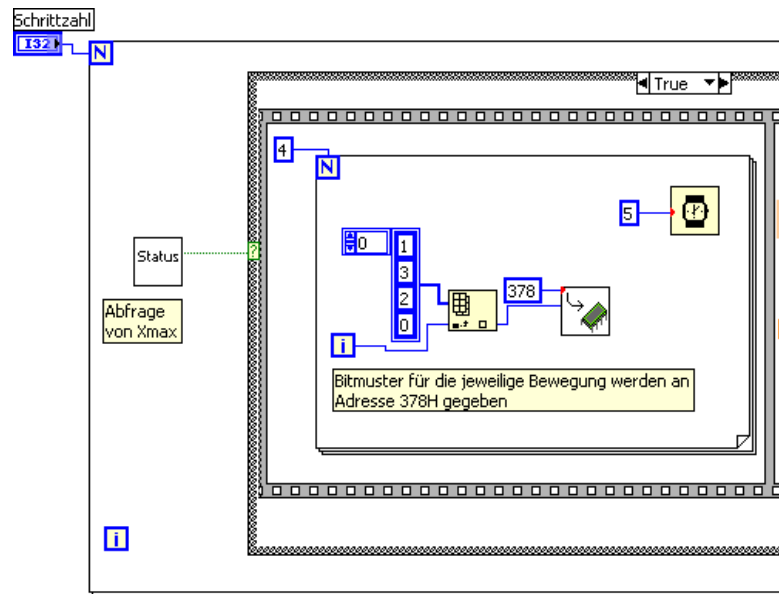 Schrittzahl
I32
N
True
4
N
5
0
1
3
2
0
Status
?
378
Abfrage
von Xmax
i
Bitmuster für die jeweilige Bewegung werden an
Adresse 378H gegeben
i